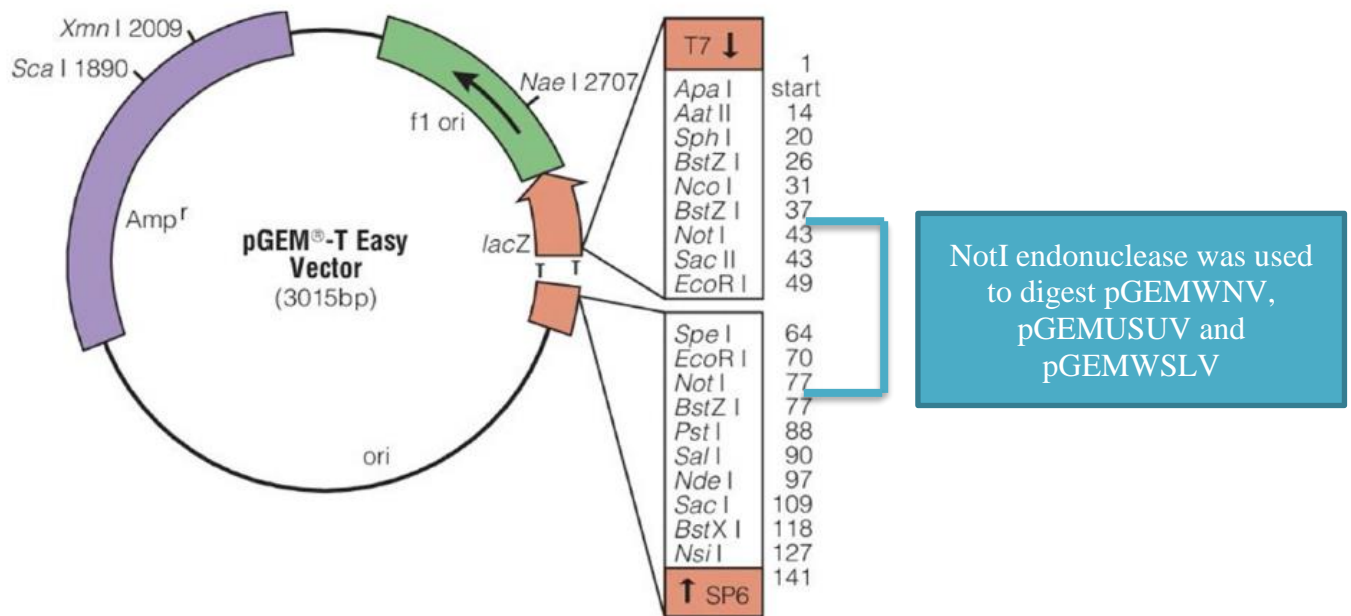 Xmn I 2009
Sca I 1890
Nae I 2707
f1 ori
Amp r
pGEM®-T Easy
Vector
(3015bp)
lacZ
T T
ori
T7 ↓
1
Apa I start
Aat II 14
Sph I 20
BstZ I 26
Nco I 31
BstZ I 37
Not I 43
Sac II 43
EcoR I 49
Spe I 64
EcoR I 70
Not I 77
BstZ I 77
Pst I 88
Sal I 90
Nde I 97
Sac I 109
BstX I 118
Nsi I 127
141
↑ SP6
NotI endonuclease was used
to digest pGEMWNV,
pGEMUSUV and
pGEMWSLV